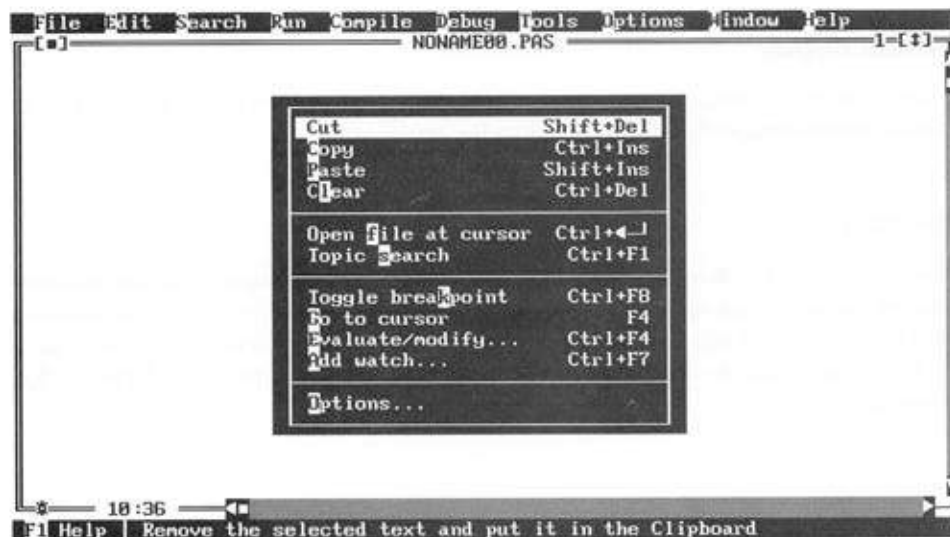 File Edit Search Run Compile Debug Tools Options Window Help
[■] NONAME00.PAS 1=[↕]
Cut Shift+Del
Copy Ctrl+Ins
Paste Shift+Ins
Clear Ctrl+Del
Open file at cursor Ctrl+◄┘
Topic search Ctrl+F1
Toggle breakpoint Ctrl+F8
Go to cursor F4
Evaluate/modify... Ctrl+F4
Add watch... Ctrl+F7
Options...
10:36
F1 Help | Remove the selected text and put it in the Clipboard